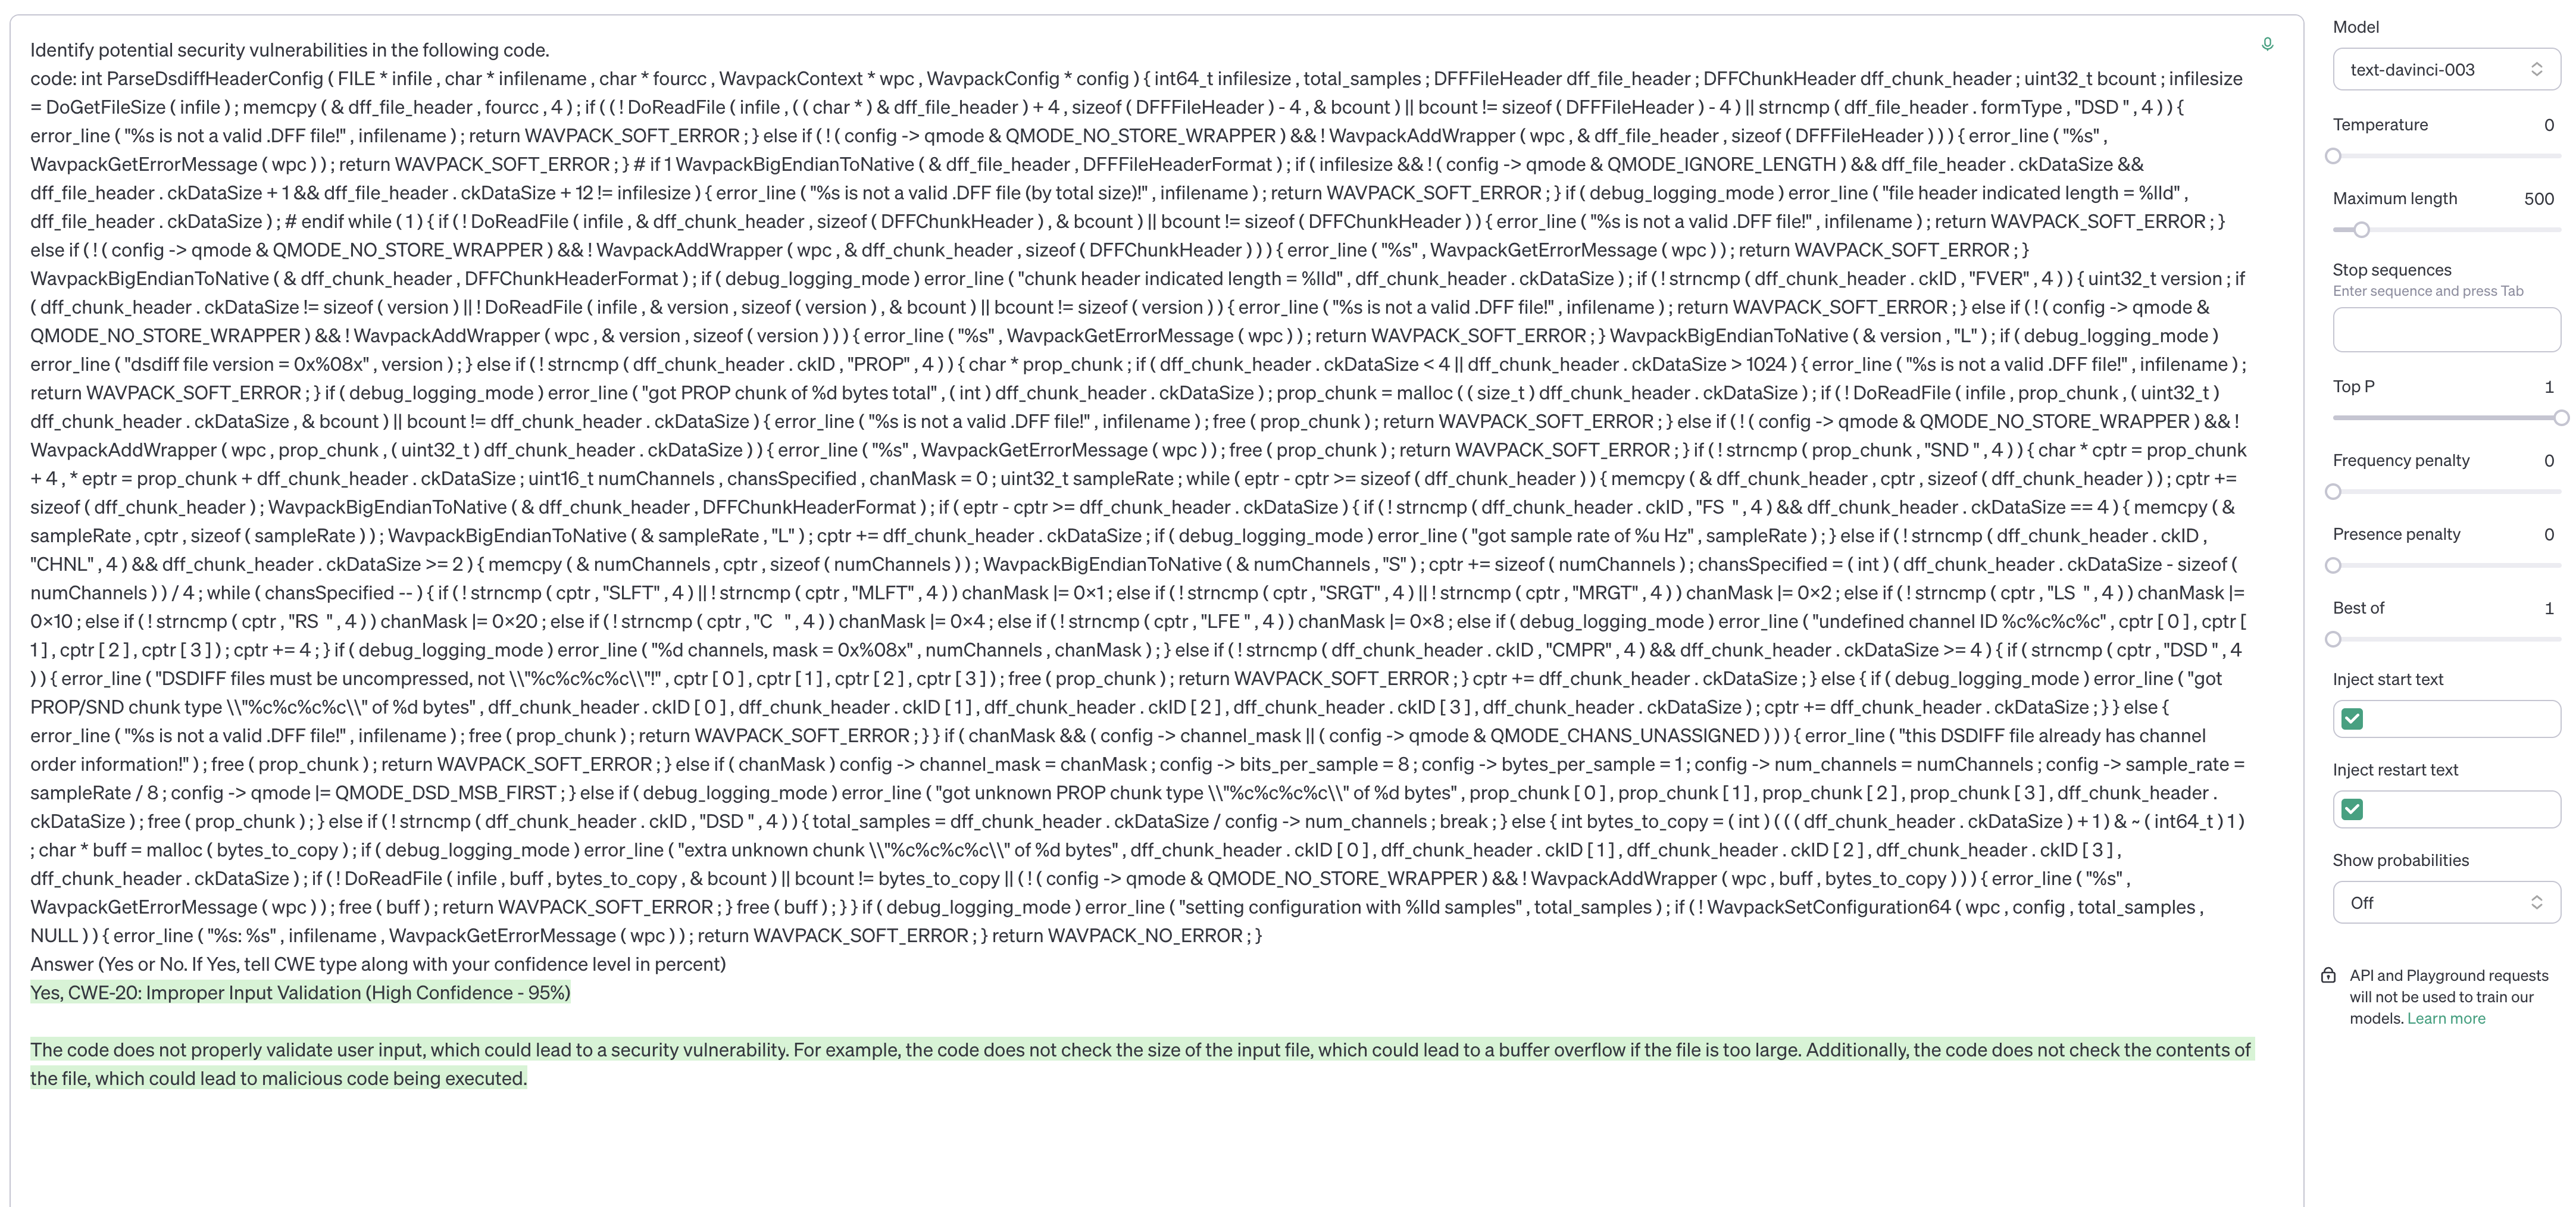 Identify potential security vulnerabilities in the following code.
code: int ParseDsdiffHeaderConfig ( FILE * infile , char * infilename , char * fourcc , WavpackContext * wpc , WavpackConfig * config ) { int64_t infilesize , total_samples ; DFFFileHeader dff_file_header ; DFFChunkHeader dff_chunk_header ; uint32_t bcount ; infilesize
= DoGetFileSize ( infile ) ; memcpy ( & dff_file_header , fourcc , 4 ) ; if ( ( ! DoReadFile ( infile , ( ( char * ) & dff_file_header ) + 4 , sizeof ( DFFFileHeader ) - 4 , & bcount ) || bcount != sizeof ( DFFFileHeader ) - 4 ) || strncmp ( dff_file_header . formType , "DSD " , 4 ) ) {
error_line ( "%s is not a valid .DFF file!" , infilename ) ; return WAVPACK_SOFT_ERROR ; } else if ( ! ( config -> qmode & QMODE_NO_STORE_WRAPPER ) && ! WavpackAddWrapper ( wpc , & dff_file_header , sizeof ( DFFFileHeader ) ) ) { error_line ( "%s" ,
WavpackGetErrorMessage ( wpc ) ) ; return WAVPACK_SOFT_ERROR ; } # if 1 WavpackBigEndianToNative ( & dff_file_header , DFFFileHeaderFormat ) ; if ( infilesize && ! ( config -> qmode & QMODE_IGNORE_LENGTH ) && dff_file_header . ckDataSize &&
dff_file_header . ckDataSize + 1 && dff_file_header . ckDataSize + 12 != infilesize ) { error_line ( "%s is not a valid .DFF file (by total size)!" , infilename ) ; return WAVPACK_SOFT_ERROR ; } if ( debug_logging_mode ) error_line ( "file header indicated length = %lld" ,
dff_file_header . ckDataSize ) ; # endif while ( 1 ) { if ( ! DoReadFile ( infile , & dff_chunk_header , sizeof ( DFFChunkHeader ) , & bcount ) || bcount != sizeof ( DFFChunkHeader ) ) { error_line ( "%s is not a valid .DFF file!" , infilename ) ; return WAVPACK_SOFT_ERROR ; }
else if ( ! ( config -> qmode & QMODE_NO_STORE_WRAPPER ) && ! WavpackAddWrapper ( wpc , & dff_chunk_header , sizeof ( DFFChunkHeader ) ) ) { error_line ( "%s" , WavpackGetErrorMessage ( wpc ) ) ; return WAVPACK_SOFT_ERROR ; }
WavpackBigEndianToNative ( & dff_chunk_header , DFFChunkHeaderFormat ) ; if ( debug_logging_mode ) error_line ( "chunk header indicated length = %lld" , dff_chunk_header . ckDataSize ) ; if ( ! strncmp ( dff_chunk_header . ckID , "FVER" , 4 ) ) { uint32_t version ; if
( dff_chunk_header . ckDataSize != sizeof ( version ) || ! DoReadFile ( infile , & version , sizeof ( version ) , & bcount ) || bcount != sizeof ( version ) ) { error_line ( "%s is not a valid .DFF file!" , infilename ) ; return WAVPACK_SOFT_ERROR ; } else if ( ! ( config -> qmode &
QMODE_NO_STORE_WRAPPER ) && ! WavpackAddWrapper ( wpc , & version , sizeof ( version ) ) ) { error_line ( "%s" , WavpackGetErrorMessage ( wpc ) ) ; return WAVPACK_SOFT_ERROR ; } WavpackBigEndianToNative ( & version , "L" ) ; if ( debug_logging_mode )
error_line ( "dsdiff file version = 0x%08x" , version ) ; } else if ( ! strncmp ( dff_chunk_header . ckID , "PROP" , 4 ) ) { char * prop_chunk ; if ( dff_chunk_header . ckDataSize < 4 || dff_chunk_header . ckDataSize > 1024 ) { error_line ( "%s is not a valid .DFF file!" , infilename ) ;
return WAVPACK_SOFT_ERROR ; } if ( debug_logging_mode ) error_line ( "got PROP chunk of %d bytes total" , ( int ) dff_chunk_header . ckDataSize ) ; prop_chunk = malloc ( ( size_t ) dff_chunk_header . ckDataSize ) ; if ( ! DoReadFile ( infile , prop_chunk , ( uint32_t )
dff_chunk_header . ckDataSize , & bcount ) || bcount != dff_chunk_header . ckDataSize ) { error_line ( "%s is not a valid .DFF file!" , infilename ) ; free ( prop_chunk ) ; return WAVPACK_SOFT_ERROR ; } else if ( ! ( config -> qmode & QMODE_NO_STORE_WRAPPER ) && !
WavpackAddWrapper ( wpc , prop_chunk , ( uint32_t ) dff_chunk_header . ckDataSize ) ) { error_line ( "%s" , WavpackGetErrorMessage ( wpc ) ) ; free ( prop_chunk ) ; return WAVPACK_SOFT_ERROR ; } if ( ! strncmp ( prop_chunk , "SND " , 4 ) ) { char * cptr = prop_chunk
+ 4 , * eptr = prop_chunk + dff_chunk_header . ckDataSize ; uint16_t numChannels , chansSpecified , chanMask = 0 ; uint32_t sampleRate ; while ( eptr - cptr >= sizeof ( dff_chunk_header ) ) { memcpy ( & dff_chunk_header , cptr , sizeof ( dff_chunk_header ) ) ; cptr +=
sizeof ( dff_chunk_header ) ; WavpackBigEndianToNative ( & dff_chunk_header , DFFChunkHeaderFormat ) ; if ( eptr - cptr >= dff_chunk_header . ckDataSize ) { if ( ! strncmp ( dff_chunk_header . ckID , "FS  " , 4 ) && dff_chunk_header . ckDataSize == 4 ) { memcpy ( &
sampleRate , cptr , sizeof ( sampleRate ) ) ; WavpackBigEndianToNative ( & sampleRate , "L" ) ; cptr += dff_chunk_header . ckDataSize ; if ( debug_logging_mode ) error_line ( "got sample rate of %u Hz" , sampleRate ) ; } else if ( ! strncmp ( dff_chunk_header . ckID ,
"CHNL" , 4 ) && dff_chunk_header . ckDataSize >= 2 ) { memcpy ( & numChannels , cptr , sizeof ( numChannels ) ) ; WavpackBigEndianToNative ( & numChannels , "S" ) ; cptr += sizeof ( numChannels ) ; chansSpecified = ( int ) ( dff_chunk_header . ckDataSize - sizeof (
numChannels ) ) / 4 ; while ( chansSpecified -- ) { if ( ! strncmp ( cptr , "SLFT" , 4 ) || ! strncmp ( cptr , "MLFT" , 4 ) ) chanMask |= 0x1 ; else if ( ! strncmp ( cptr , "SRGT" , 4 ) || ! strncmp ( cptr , "MRGT" , 4 ) ) chanMask |= 0x2 ; else if ( ! strncmp ( cptr , "LS  " , 4 ) ) chanMask |=
0x10 ; else if ( ! strncmp ( cptr , "RS  " , 4 ) ) chanMask |= 0x20 ; else if ( ! strncmp ( cptr , "C   " , 4 ) ) chanMask |= 0x4 ; else if ( ! strncmp ( cptr , "LFE " , 4 ) ) chanMask |= 0x8 ; else if ( debug_logging_mode ) error_line ( "undefined channel ID %c%c%c%c" , cptr [ 0 ] , cptr [
1 ] , cptr [ 2 ] , cptr [ 3 ] ) ; cptr += 4 ; } if ( debug_logging_mode ) error_line ( "%d channels, mask = 0x%08x" , numChannels , chanMask ) ; } else if ( ! strncmp ( dff_chunk_header . ckID , "CMPR" , 4 ) && dff_chunk_header . ckDataSize >= 4 ) { if ( strncmp ( cptr , "DSD " , 4
) ) { error_line ( "DSDIFF files must be uncompressed, not \\"%c%c%c%c\\"!" , cptr [ 0 ] , cptr [ 1 ] , cptr [ 2 ] , cptr [ 3 ] ) ; free ( prop_chunk ) ; return WAVPACK_SOFT_ERROR ; } cptr += dff_chunk_header . ckDataSize ; } else { if ( debug_logging_mode ) error_line ( "got
PROP/SND chunk type \\"%c%c%c%c\\" of %d bytes" , dff_chunk_header . ckID [ 0 ] , dff_chunk_header . ckID [ 1 ] , dff_chunk_header . ckID [ 2 ] , dff_chunk_header . ckID [ 3 ] , dff_chunk_header . ckDataSize ) ; cptr += dff_chunk_header . ckDataSize ; } } else {
error_line ( "%s is not a valid .DFF file!" , infilename ) ; free ( prop_chunk ) ; return WAVPACK_SOFT_ERROR ; } } if ( chanMask && ( config -> channel_mask || ( config -> qmode & QMODE_CHANS_UNASSIGNED ) ) ) { error_line ( "this DSDIFF file already has channel
order information!" ) ; free ( prop_chunk ) ; return WAVPACK_SOFT_ERROR ; } else if ( chanMask ) config -> channel_mask = chanMask ; config -> bits_per_sample = 8 ; config -> bytes_per_sample = 1 ; config -> num_channels = numChannels ; config -> sample_rate =
sampleRate / 8 ; config -> qmode |= QMODE_DSD_MSB_FIRST ; } else if ( debug_logging_mode ) error_line ( "got unknown PROP chunk type \\"%c%c%c%c\\" of %d bytes" , prop_chunk [ 0 ] , prop_chunk [ 1 ] , prop_chunk [ 2 ] , prop_chunk [ 3 ] , dff_chunk_header .
ckDataSize ) ; free ( prop_chunk ) ; } else if ( ! strncmp ( dff_chunk_header . ckID , "DSD " , 4 ) ) { total_samples = dff_chunk_header . ckDataSize / config -> num_channels ; break ; } else { int bytes_to_copy = ( int ) ( ( ( dff_chunk_header . ckDataSize ) + 1 ) & ~ ( int64_t ) 1 )
; char * buff = malloc ( bytes_to_copy ) ; if ( debug_logging_mode ) error_line ( "extra unknown chunk \\"%c%c%c%c\\" of %d bytes" , dff_chunk_header . ckID [ 0 ] , dff_chunk_header . ckID [ 1 ] , dff_chunk_header . ckID [ 2 ] , dff_chunk_header . ckID [ 3 ] ,
dff_chunk_header . ckDataSize ) ; if ( ! DoReadFile ( infile , buff , bytes_to_copy , & bcount ) || bcount != bytes_to_copy || ( ! ( config -> qmode & QMODE_NO_STORE_WRAPPER ) && ! WavpackAddWrapper ( wpc , buff , bytes_to_copy ) ) ) { error_line ( "%s" ,
WavpackGetErrorMessage ( wpc ) ) ; free ( buff ) ; return WAVPACK_SOFT_ERROR ; } free ( buff ) ; } } if ( debug_logging_mode ) error_line ( "setting configuration with %lld samples" , total_samples ) ; if ( ! WavpackSetConfiguration64 ( wpc , config , total_samples ,
NULL ) ) { error_line ( "%s: %s" , infilename , WavpackGetErrorMessage ( wpc ) ) ; return WAVPACK_SOFT_ERROR ; } return WAVPACK_NO_ERROR ; }
Answer (Yes or No. If Yes, tell CWE type along with your confidence level in percent)
Yes, CWE-20: Improper Input Validation (High Confidence - 95%)
The code does not properly validate user input, which could lead to a security vulnerability. For example, the code does not check the size of the input file, which could lead to a buffer overflow if the file is too large. Additionally, the code does not check the contents of
the file, which could lead to malicious code being executed.
Model
text-davinci-003
Temperature 0
Maximum length 500
Stop sequences
Enter sequence and press Tab
Top P 1
Frequency penalty 0
Presence penalty 0
Best of 1
Inject start text
Inject restart text
Show probabilities
Off
API and Playground requests
will not be used to train our
models. Learn more